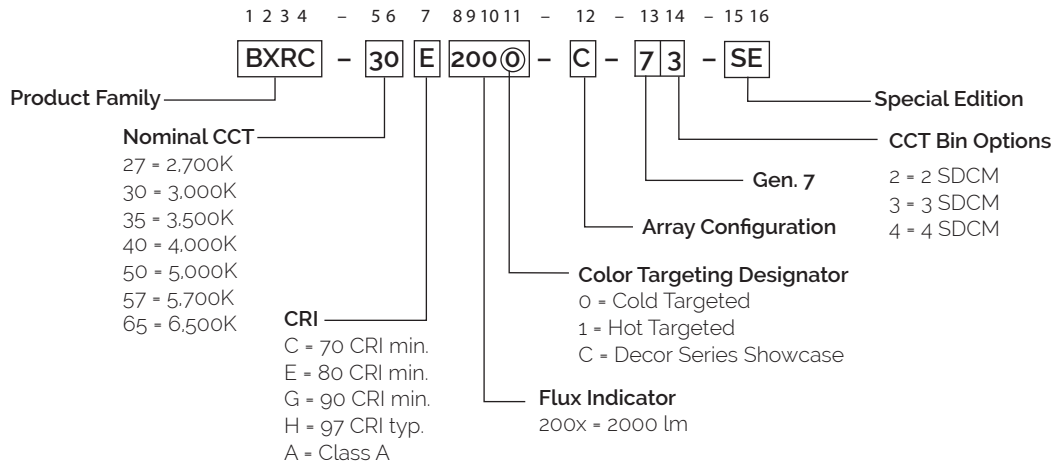 1 2 3 4 – 5 6 7 8 9 10 11 – 12 – 13 14 – 15 16
BXRC – 30 E 200 0 – C – 7 3 – SE
Product Family
Special Edition
Nominal CCT
27 = 2,700K
30 = 3,000K
35 = 3,500K
40 = 4,000K
50 = 5,000K
57 = 5,700K
65 = 6,500K
CCT Bin Options
2 = 2 SDCM
3 = 3 SDCM
4 = 4 SDCM
Gen. 7
Array Configuration
Color Targeting Designator
0 = Cold Targeted
1 = Hot Targeted
C = Decor Series Showcase
CRI
C = 70 CRI min.
E = 80 CRI min.
G = 90 CRI min.
H = 97 CRI typ.
A = Class A
Flux Indicator
200x = 2000 lm